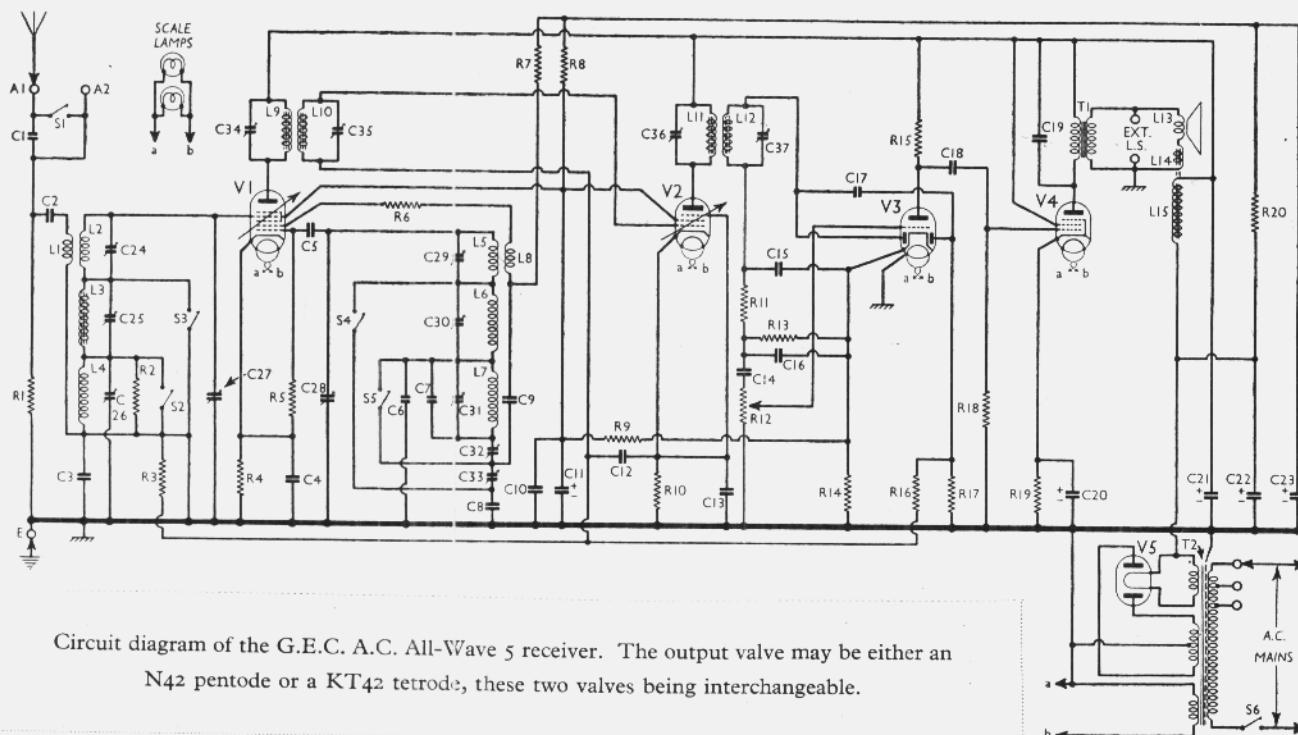 SCALE
LAMPS
A1
A2
S1
C1
a b
R7 R8
C34 L9 L10 C35
C36 L11 L12 C37
R15
C18
C19
T1
EXT.
L.S.
L13
L14
L15
R20
V1
V2
C17
V3
V4
C2
L1
L2
C24
R6
C5
a b
C29
L5
L8
a b
a b
L3
C25
S3
S4
L6
C30
C15
R11
R13
C16
L4
R2
C
26
S2
C27
R5
C28
S5
C6
C7
L7
C31
C9
C14
R12
R18
R1
C3
R3
R4
C4
C32
C33
C8
R9
C12
C10
C11
+
-
R10
C13
R14
R16
R17
R19
+
-
C20
C21
+
-
C22
+
-
C23
+
-
E
V5
T2
A.C.
MAINS
a
b
S6
Circuit diagram of the G.E.C. A.C. All-Wave 5 receiver. The output valve may be either an
N42 pentode or a KT42 tetrode, these two valves being interchangeable.